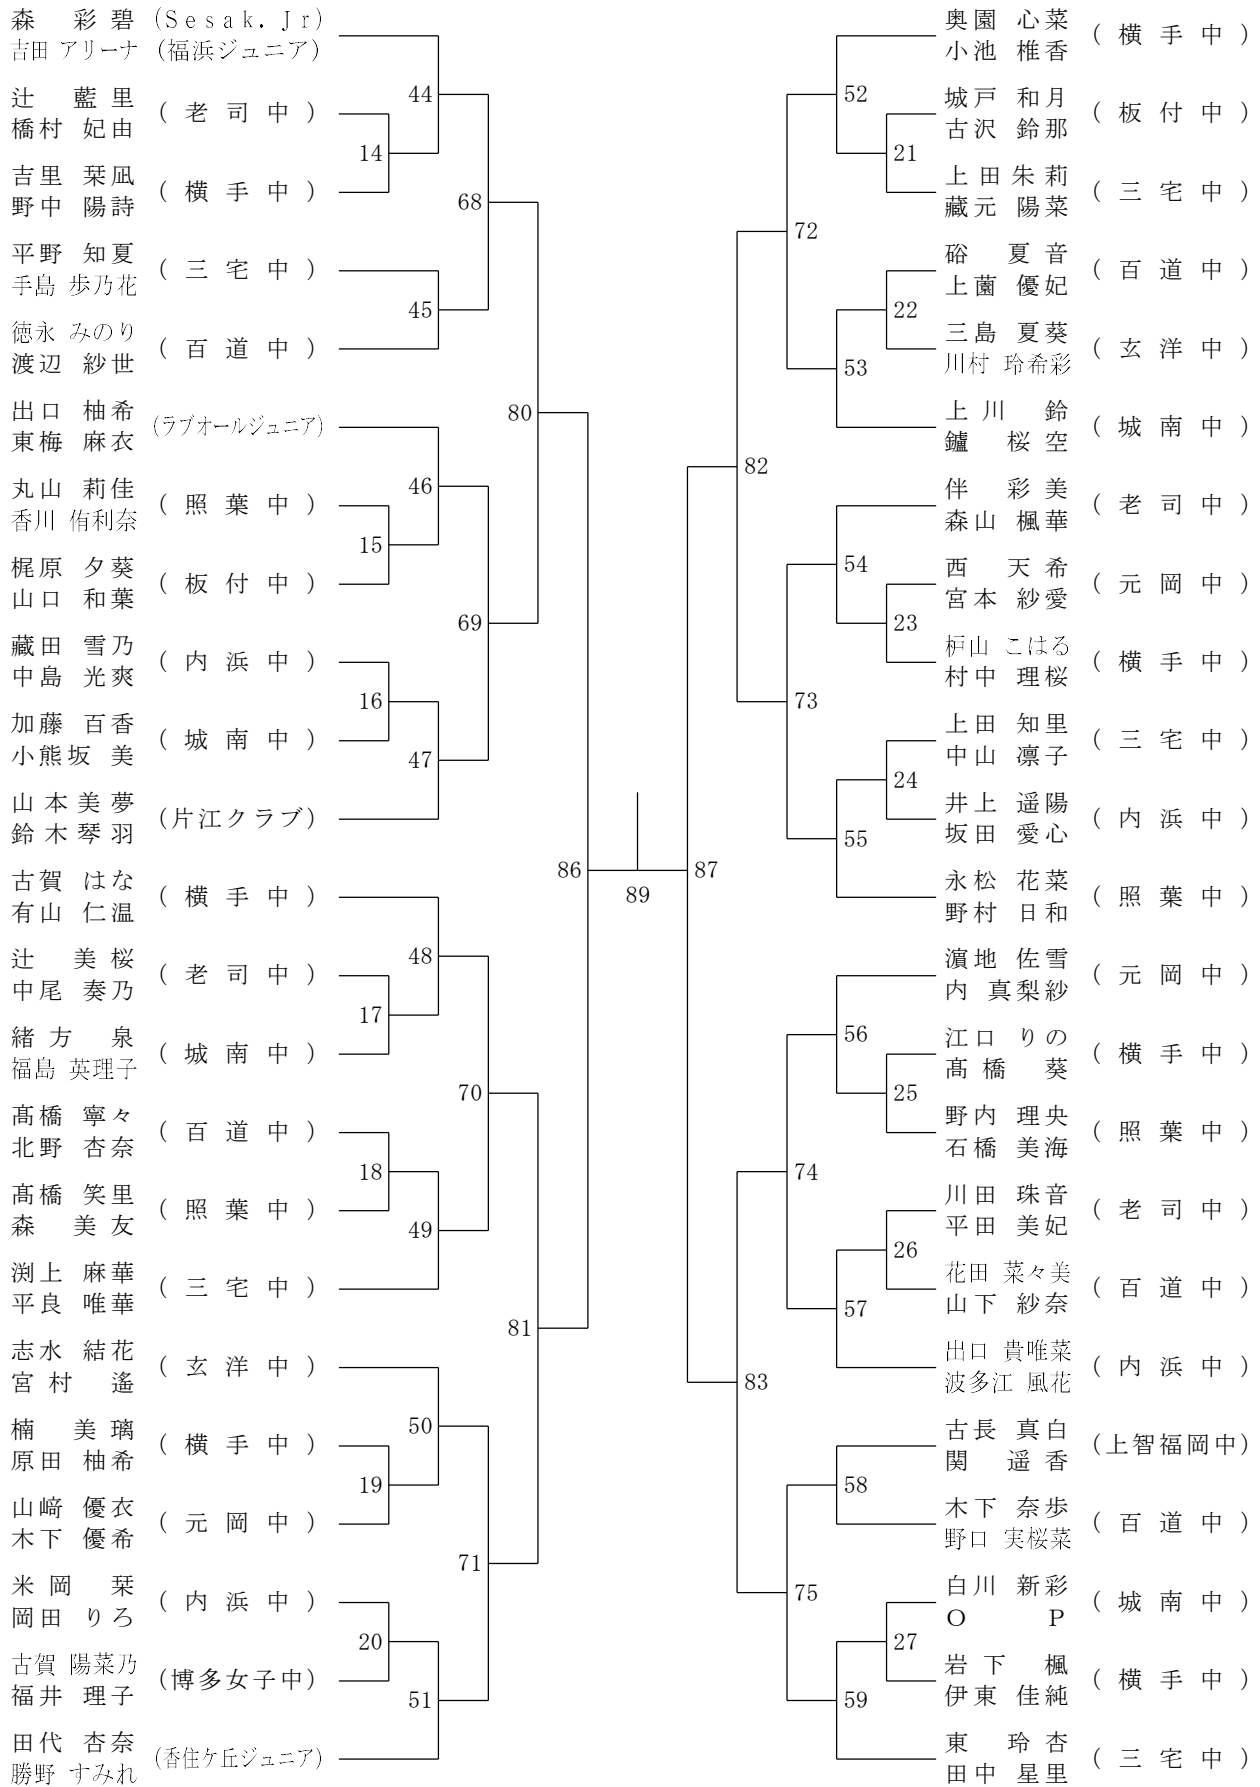 森 彩碧 (Sesak.Jr)
吉田 アリーナ (福浜ジュニア)
辻 藍里
橋村 妃由
(老司中)
吉里 栞凪
野中 陽詩
(横手中)
平野 知夏
手島 歩乃花
(三宅中)
徳永 みのり
渡辺 紗世
(百道中)
出口 柚希
東梅 麻衣
(ラブオールジュニア)
丸山 莉佳
香川 侑利奈
(照葉中)
梶原 夕葵
山口 和葉
(板付中)
藏田 雪乃
中島 光爽
(内浜中)
加藤 百香
小熊坂 美
(城南中)
山本美夢
鈴木琴羽
(片江クラブ)
古賀 はな
有山 仁温
(横手中)
辻 美桜
中尾 奏乃
(老司中)
緒方 泉
福島 英理子
(城南中)
髙橋 寧々
北野 杏奈
(百道中)
髙橋 笑里
森 美友
(照葉中)
渕上 麻華
平良 唯華
(三宅中)
志水 結花
宮村 遙
(玄洋中)
楠 美璃
原田 柚希
(横手中)
山﨑 優衣
木下 優希
(元岡中)
米岡 栞
岡田 りろ
(内浜中)
古賀 陽菜乃
福井 理子
(博多女子中)
田代 杏奈
勝野 すみれ
(香住ケ丘ジュニア)
44
14
68
45
80
46
15
69
16
47
86
48
17
70
18
49
81
50
19
71
20
51
89
87
52
21
72
22
53
82
54
23
73
24
55
56
25
74
26
57
83
58
75
27
59
奥園 心菜
小池 椎香
(横手中)
城戸 和月
古沢 鈴那
(板付中)
上田朱莉
藏元 陽菜
(三宅中)
硲 夏音
上薗 優妃
(百道中)
三島 夏葵
川村 玲希彩
(玄洋中)
上川 鈴
鑪 桜空
(城南中)
伴 彩美
森山 楓華
(老司中)
西 天希
宮本 紗愛
(元岡中)
枦山 こはる
村中 理桜
(横手中)
上田 知里
中山 凛子
(三宅中)
井上 遥陽
坂田 愛心
(内浜中)
永松 花菜
野村 日和
(照葉中)
濵地 佐雪
内 真梨紗
(元岡中)
江口 りの
髙橋 葵
(横手中)
野内 理央
石橋 美海
(照葉中)
川田 珠音
平田 美妃
(老司中)
花田 菜々美
山下 紗奈
(百道中)
出口 貴唯菜
波多江 風花
(内浜中)
古長 真白
関 遥香
(上智福岡中)
木下 奈歩
野口 実桜菜
(百道中)
白川 新彩
O P
(城南中)
岩下 楓
伊東 佳純
(横手中)
東 玲杏
田中 星里
(三宅中)